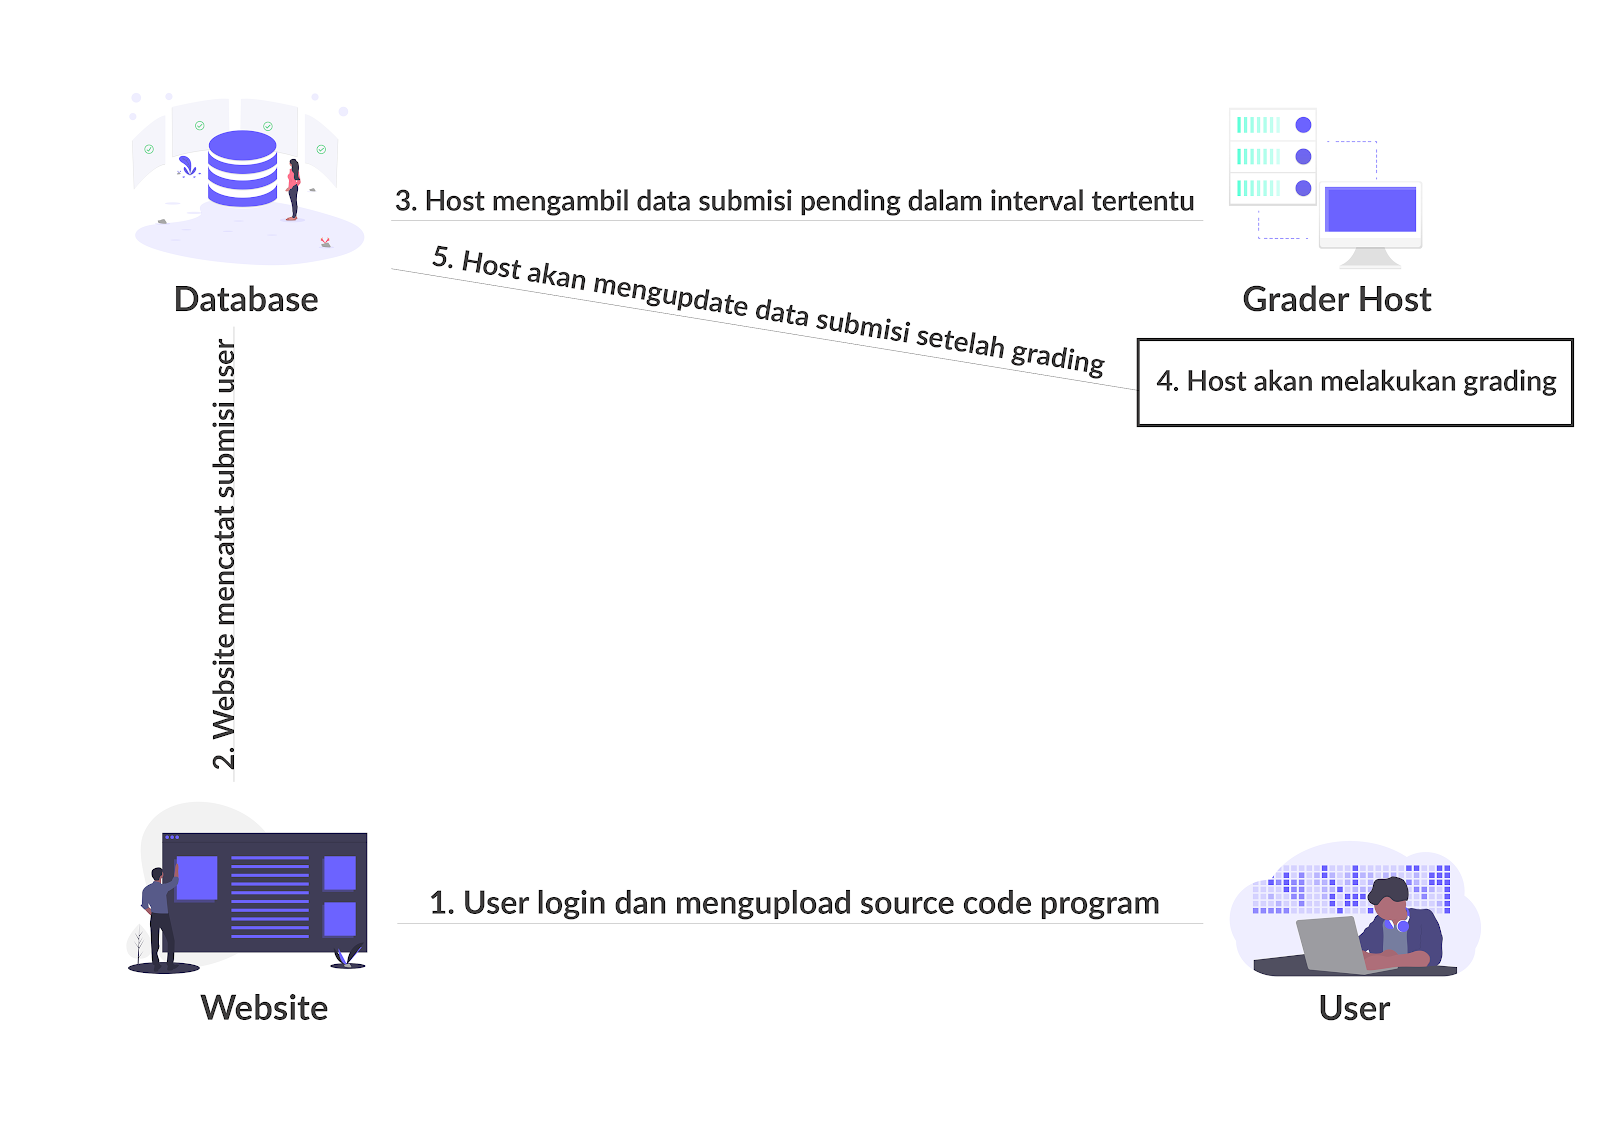 3. Host mengambil data submisi pending dalam interval tertentu
5. Host akan mengupdate data submisi setelah grading
Database
Grader Host
4. Host akan melakukan grading
2. Website mencatat submisi user
1. User login dan mengupload source code program
Website
User